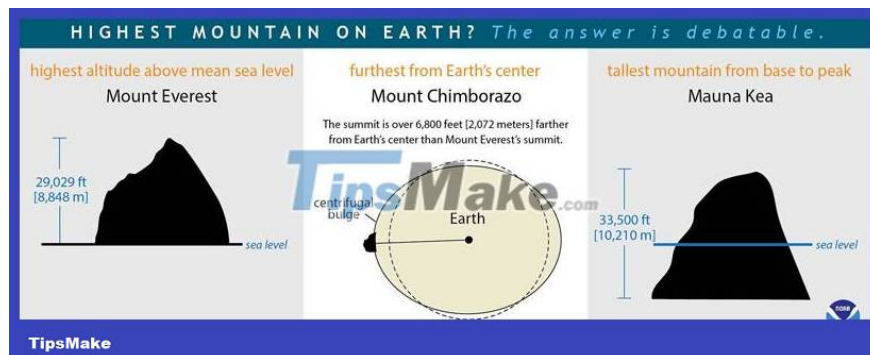 HIGHEST MOUNTAIN ON EARTH? The answer is debatable.
highest altitude above mean sea level
Mount Everest
29,029 ft
[8,848 m]
sea level
furthest from Earth's center
Mount Chimborazo
The summit is over 6,800 feet [2,072 meters] farther
from Earth's center than Mount Everest's summit.
TipsMake.com
centrifugal
bulge
Earth
tallest mountain from base to peak
Mauna Kea
33,500 ft
[10,210 m]
sea level
NOAA
TipsMake